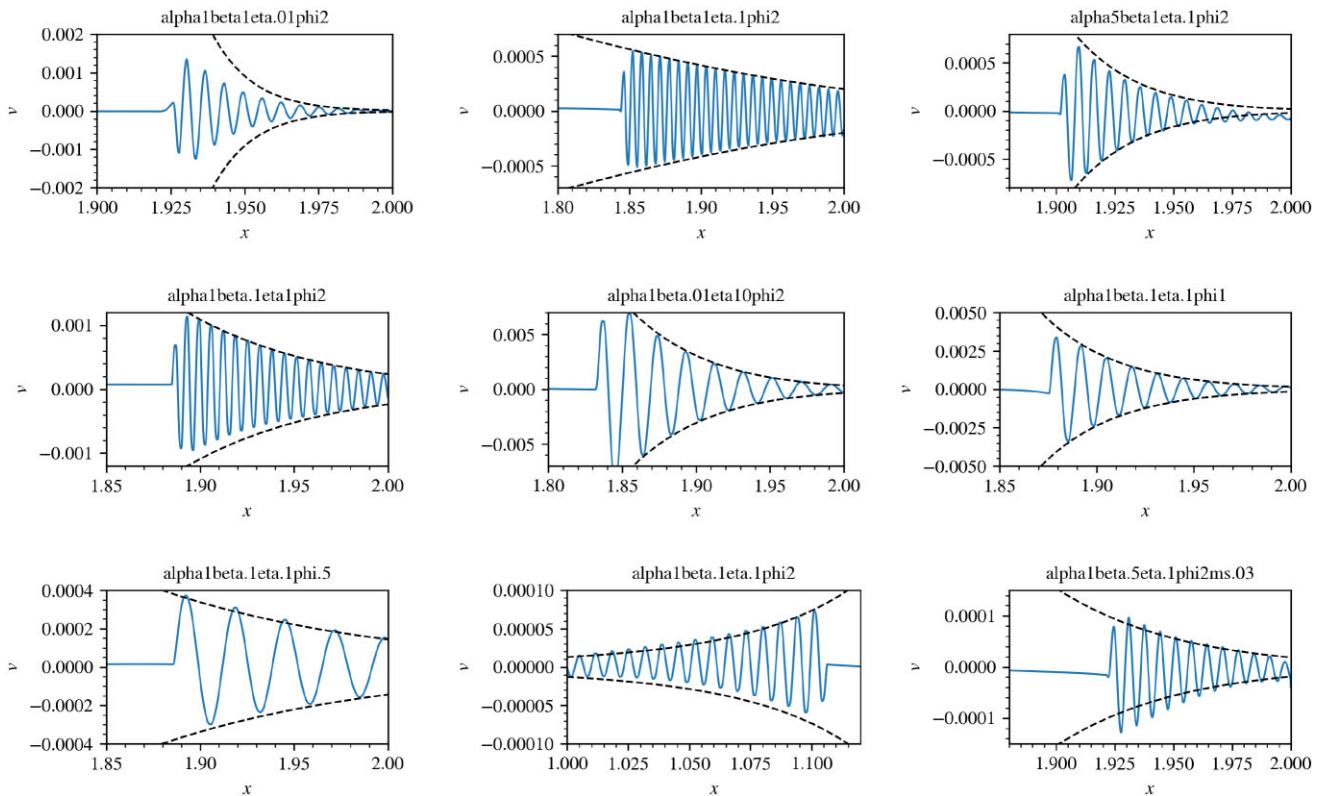 alpha1beta1eta.01phi2
0.002
0.001
0.000
−0.001
−0.002
v
1.900 1.925 1.950 1.975 2.000
x
alpha1beta1eta.1phi2
0.0005
0.0000
−0.0005
v
1.80 1.85 1.90 1.95 2.00
x
alpha5beta1eta.1phi2
0.0005
0.0000
−0.0005
v
1.900 1.925 1.950 1.975 2.000
x
alpha1beta.1eta1phi2
0.001
0.000
−0.001
v
1.85 1.90 1.95 2.00
x
alpha1beta.01eta10phi2
0.005
0.000
−0.005
v
1.80 1.85 1.90 1.95 2.00
x
alpha1beta.1eta.1phi1
0.0050
0.0025
0.0000
−0.0025
−0.0050
v
1.85 1.90 1.95 2.00
x
alpha1beta.1eta.1phi.5
0.0004
0.0002
0.0000
−0.0002
−0.0004
v
1.85 1.90 1.95 2.00
x
alpha1beta.1eta.1phi2
0.00010
0.00005
0.00000
−0.00005
−0.00010
v
1.000 1.025 1.050 1.075 1.100
x
alpha1beta.5eta.1phi2ms.03
0.0001
0.0000
−0.0001
v
1.900 1.925 1.950 1.975 2.000
x